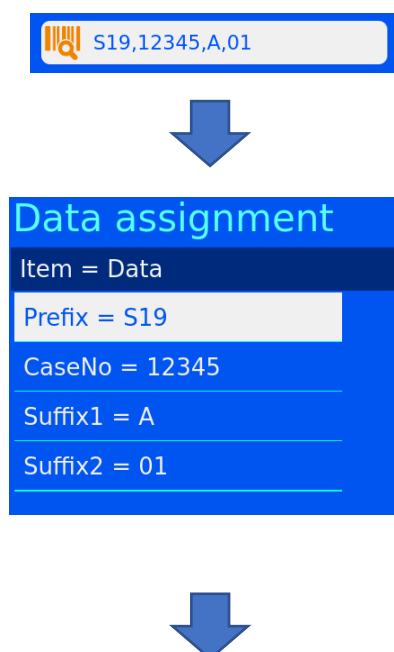 S19,12345,A,01
Data assignment
Item = Data
Prefix = S19
CaseNo = 12345
Suffix1 = A
Suffix2 = 01